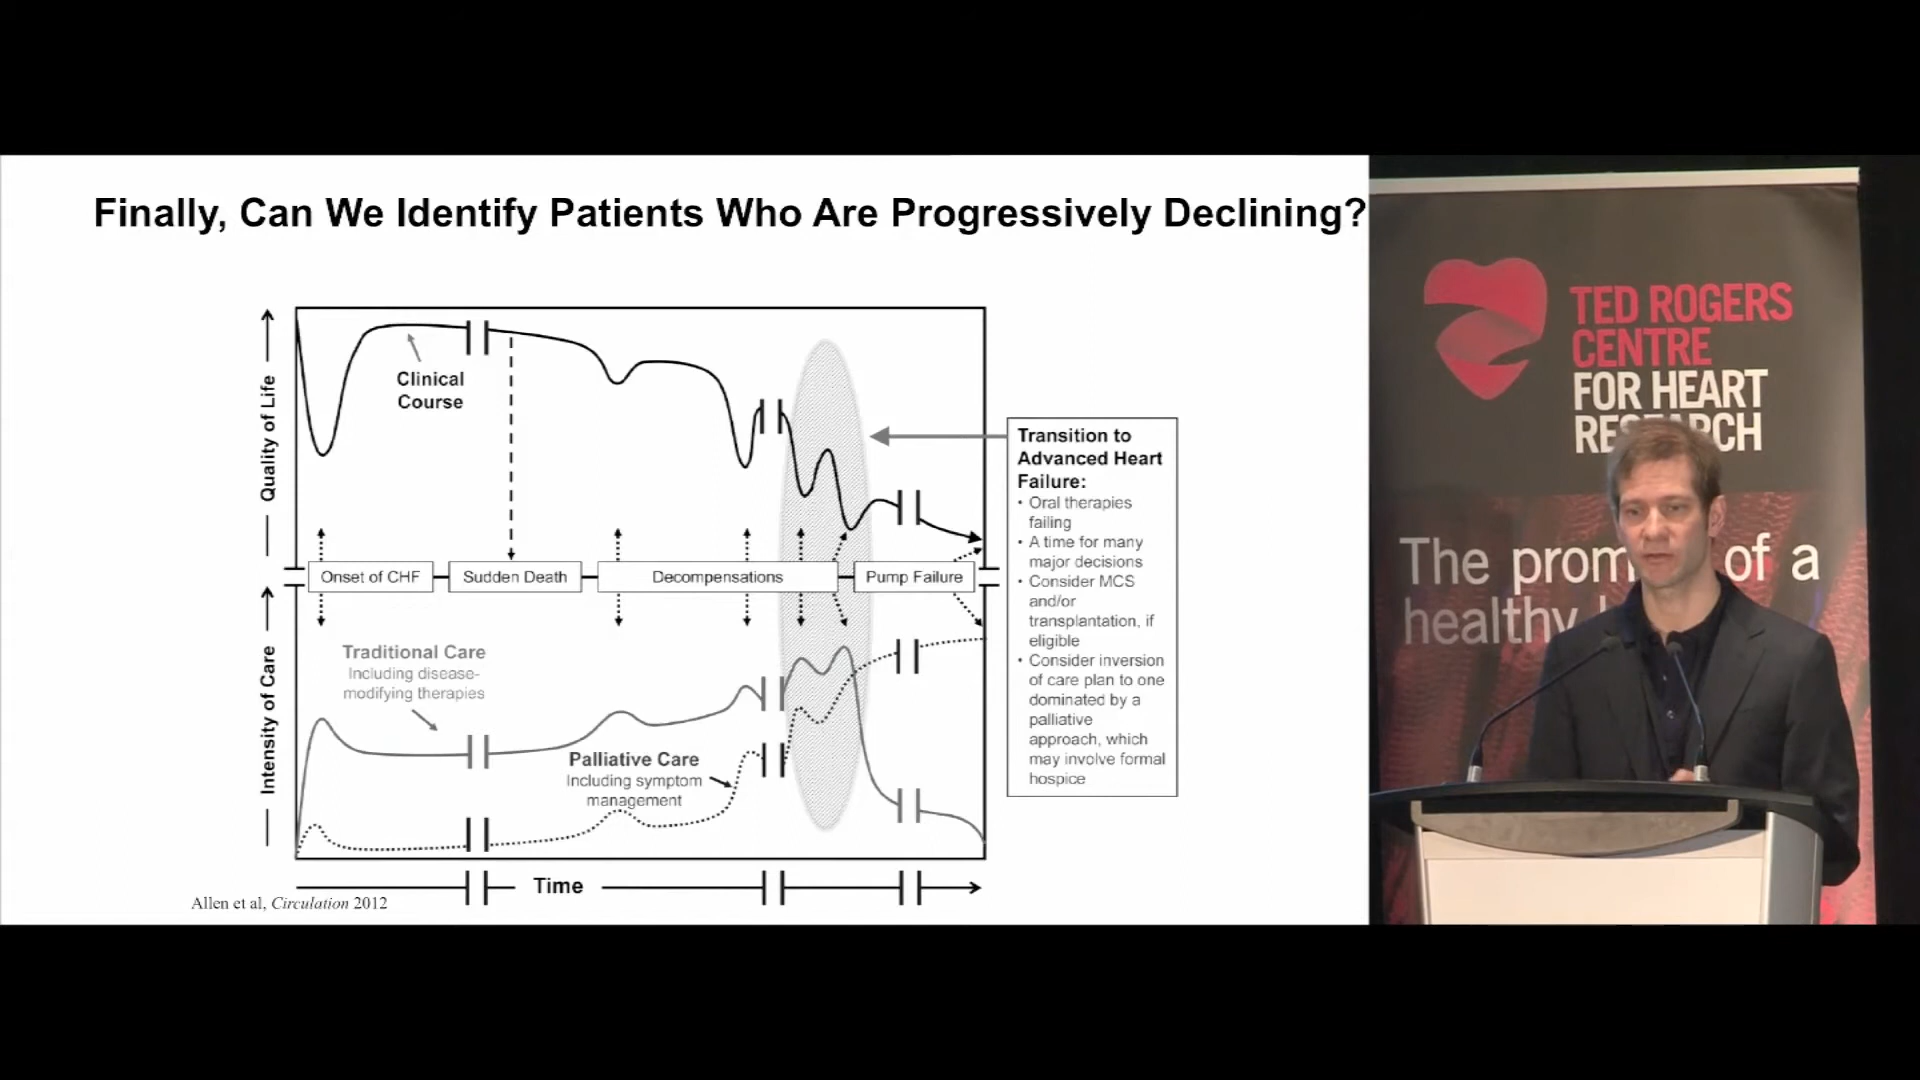 Finally, Can We Identify Patients Who Are Progressively Declining?
Quality of Life
Clinical
Course
Onset of CHF
Sudden Death
Decompensations
Pump Failure
Intensity of Care
Traditional Care
Including disease-
modifying therapies
Palliative Care
Including symptom
management
Time
Transition to
Advanced Heart
Failure:
• Oral therapies
failing
• A time for many
major decisions
• Consider MCS
and/or
transplantation, if
eligible
• Consider inversion
of care plan to one
dominated by a
palliative
approach, which
may involve formal
hospice
Allen et al, Circulation 2012
TED ROGERS
CENTRE
FOR HEART
The of a
healthy